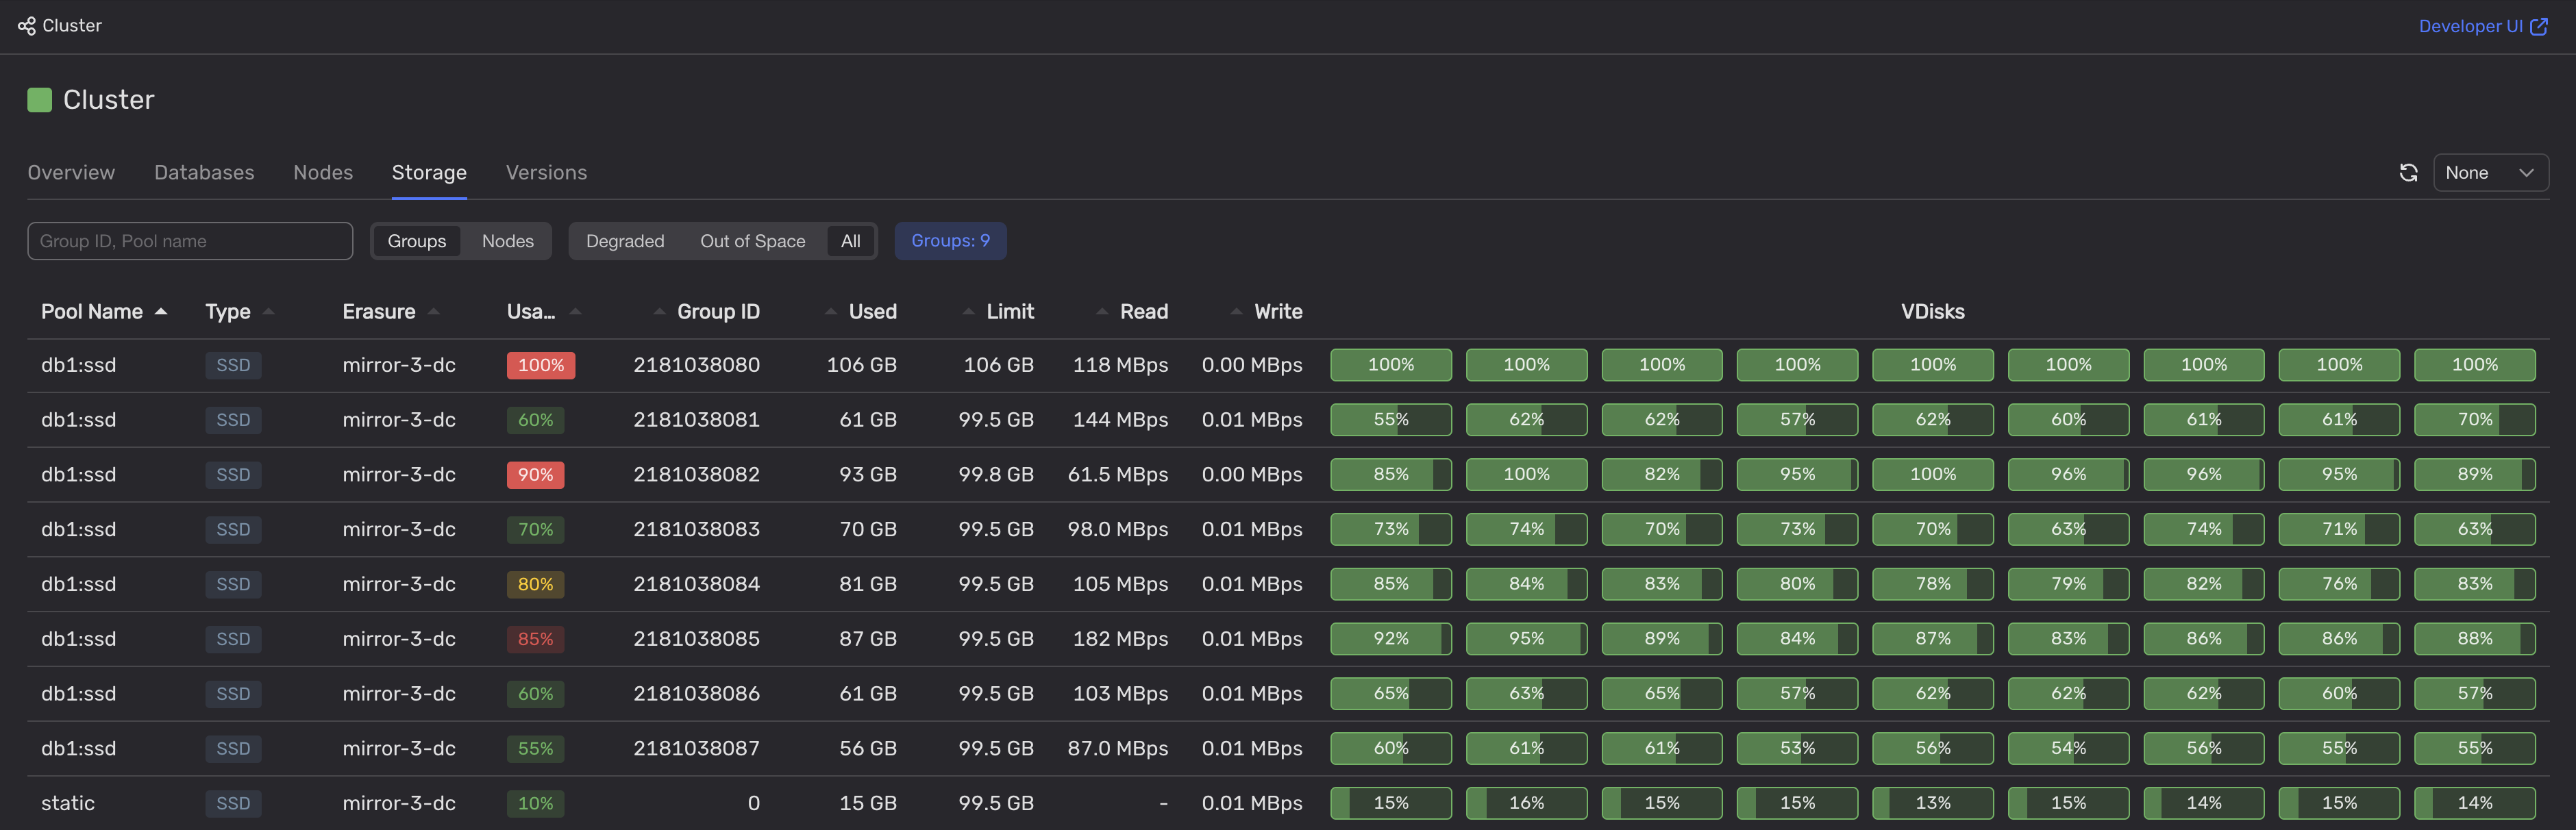 Cluster Developer UI
Cluster
Overview Databases Nodes Storage Versions None
Group ID, Pool name Groups Nodes Degraded Out of Space All Groups: 9
Pool Name Type Erasure Usa... Group ID Used Limit Read Write VDisks
db1:ssd SSD mirror-3-dc 100% 2181038080 106 GB 106 GB 118 MBps 0.00 MBps 100% 100% 100% 100% 100% 100% 100% 100% 100%
db1:ssd SSD mirror-3-dc 60% 2181038081 61 GB 99.5 GB 144 MBps 0.01 MBps 55% 62% 62% 57% 62% 60% 61% 61% 70%
db1:ssd SSD mirror-3-dc 90% 2181038082 93 GB 99.8 GB 61.5 MBps 0.00 MBps 85% 100% 82% 95% 100% 96% 96% 95% 89%
db1:ssd SSD mirror-3-dc 70% 2181038083 70 GB 99.5 GB 98.0 MBps 0.01 MBps 73% 74% 70% 73% 70% 63% 74% 71% 63%
db1:ssd SSD mirror-3-dc 80% 2181038084 81 GB 99.5 GB 105 MBps 0.01 MBps 85% 84% 83% 80% 78% 79% 82% 76% 83%
db1:ssd SSD mirror-3-dc 85% 2181038085 87 GB 99.5 GB 182 MBps 0.01 MBps 92% 95% 89% 84% 87% 83% 86% 86% 88%
db1:ssd SSD mirror-3-dc 60% 2181038086 61 GB 99.5 GB 103 MBps 0.01 MBps 65% 63% 65% 57% 62% 62% 62% 60% 57%
db1:ssd SSD mirror-3-dc 55% 2181038087 56 GB 99.5 GB 87.0 MBps 0.01 MBps 60% 61% 61% 53% 56% 54% 56% 55% 55%
static SSD mirror-3-dc 10% 0 15 GB 99.5 GB - 0.01 MBps 15% 16% 15% 15% 13% 15% 14% 15% 14%